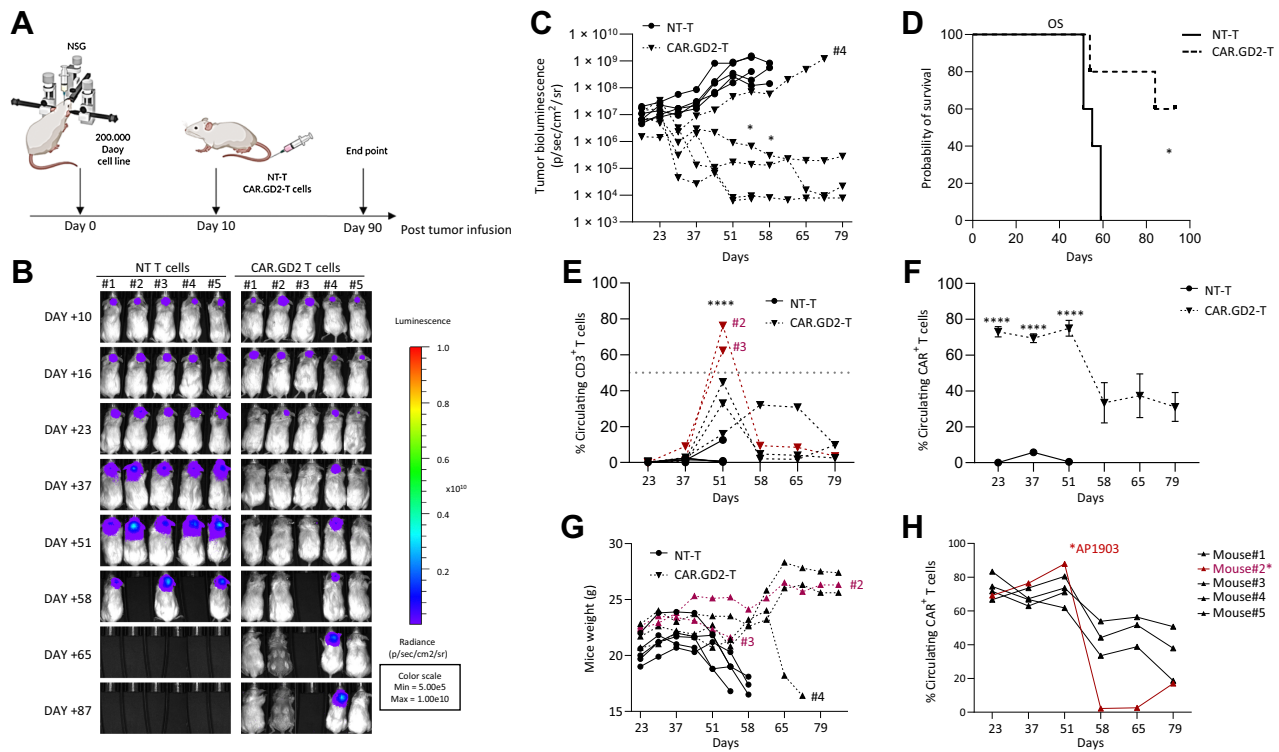 A
NSG
200.000
Daoy
cell line
NT-T
CAR.GD2-T cells
End point
Day 0
Day 10
Day 90
Post tumor infusion
B
NT T cells
CAR.GD2 T cells
#1 #2 #3 #4 #5
#1 #2 #3 #4 #5
DAY +10
DAY +16
DAY +23
DAY +37
DAY +51
DAY +58
DAY +65
DAY +87
Luminescence
1.0
0.8
0.6
0.4
x10¹⁰
0.2
0.0
Radiance
(p/sec/cm2/sr)
Color scale
Min = 5.00e5
Max = 1.00e10
C
NT-T
CAR.GD2-T
Tumor bioluminescence
(p/sec/cm²/sr)
1 × 10¹⁰
1 × 10⁹
1 × 10⁸
1 × 10⁷
1 × 10⁶
1 × 10⁵
1 × 10⁴
1 × 10³
#4
* *
23 37 51 58 65 79
Days
D
OS
NT-T
CAR.GD2-T
Probability of survival
100
80
60
40
20
0
*
0 20 40 60 80 100
Days
E
% Circulating CD3⁺ T cells
100
80
60
40
20
0
****
#2
#3
NT-T
CAR.GD2-T
23 37 51 58 65 79
Days
F
% Circulating CAR⁺ T cells
100
80
60
40
20
0
**** **** ****
NT-T
CAR.GD2-T
23 37 51 58 65 79
Days
G
Mice weight (g)
30
25
20
15
NT-T
CAR.GD2-T
#2
#3
#4
23 37 51 58 65 79
Days
H
% Circulating CAR⁺ T cells
100
80
60
40
20
0
*AP1903
Mouse#1
Mouse#2*
Mouse#3
Mouse#4
Mouse#5
23 37 51 58 65 79
Days